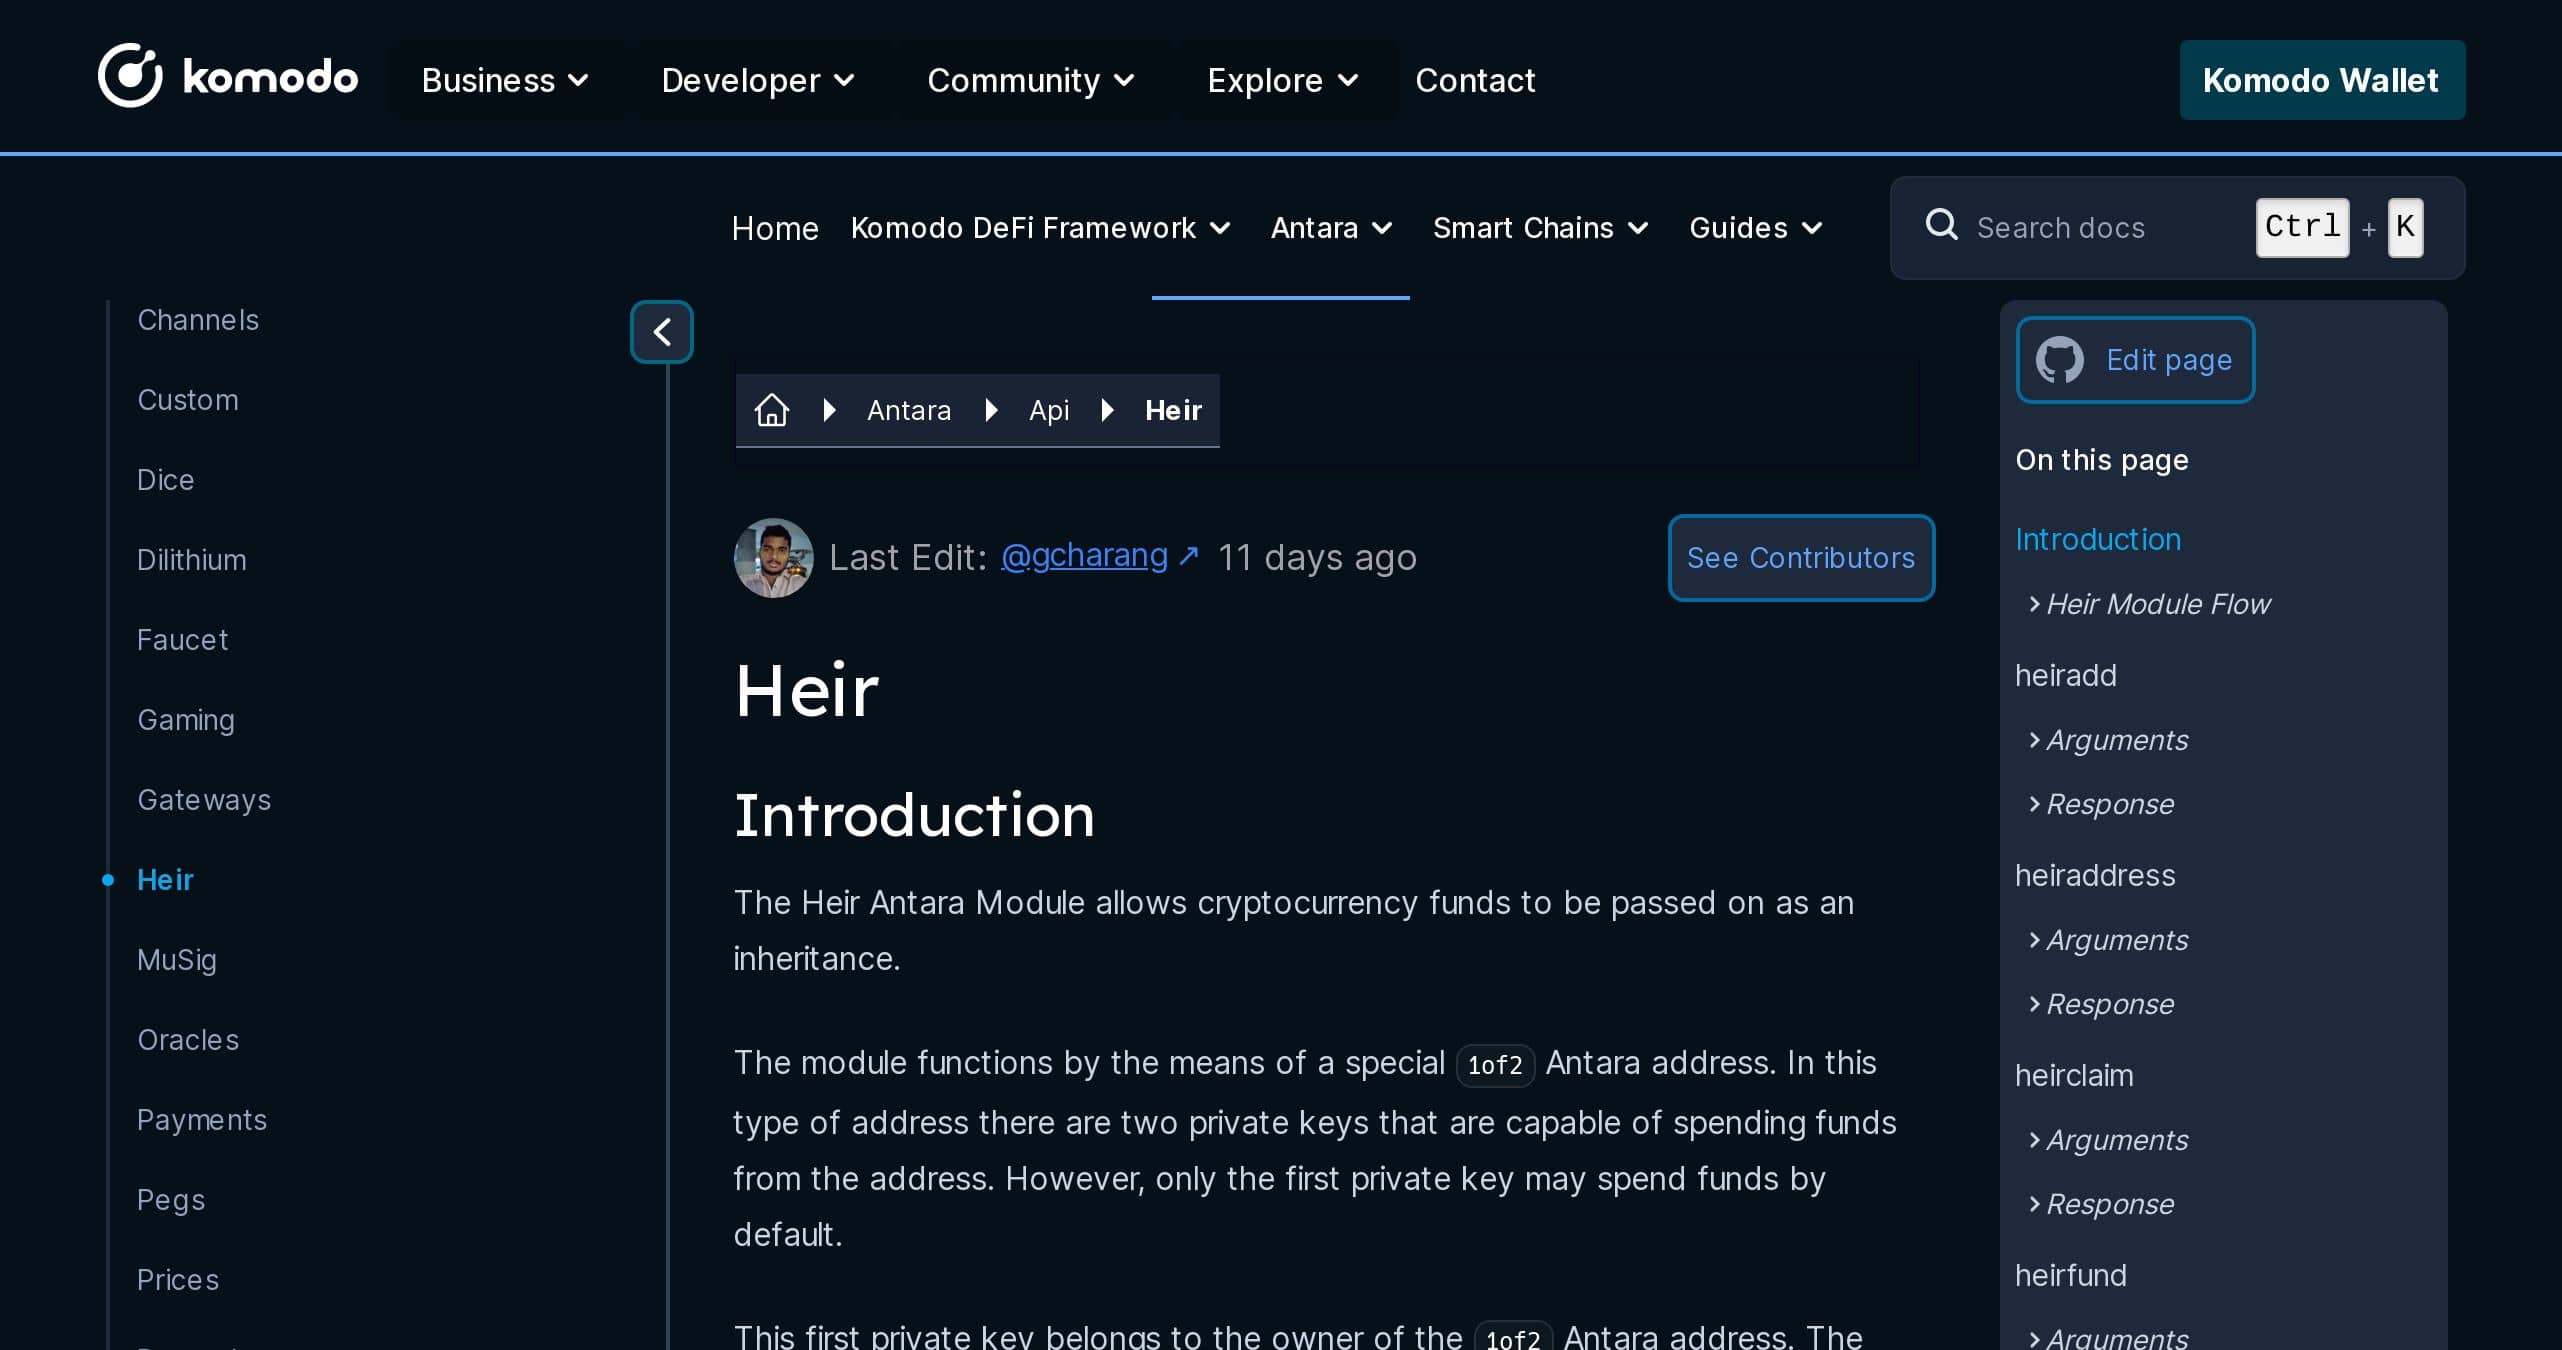 komodo
Business
Developer
Community
Explore
Contact
Komodo Wallet
Home
Komodo DeFi Framework
Antara
Smart Chains
Guides
Search docs
Ctrl + K
Channels
Custom
Dice
Dilithium
Faucet
Gaming
Gateways
Heir
MuSig
Oracles
Payments
Pegs
Prices
Antara
Api
Heir
Last Edit: @gcharang ↗ 11 days ago
See Contributors
Heir
Introduction
The Heir Antara Module allows cryptocurrency funds to be passed on as an
inheritance.
The module functions by the means of a special 1of2 Antara address. In this
type of address there are two private keys that are capable of spending funds
from the address. However, only the first private key may spend funds by
default.
This first private key belongs to the owner of the 1of2 Antara address. The
Edit page
On this page
Introduction
Heir Module Flow
heiradd
Arguments
Response
heiraddress
Arguments
Response
heirclaim
Arguments
Response
heirfund
Arguments